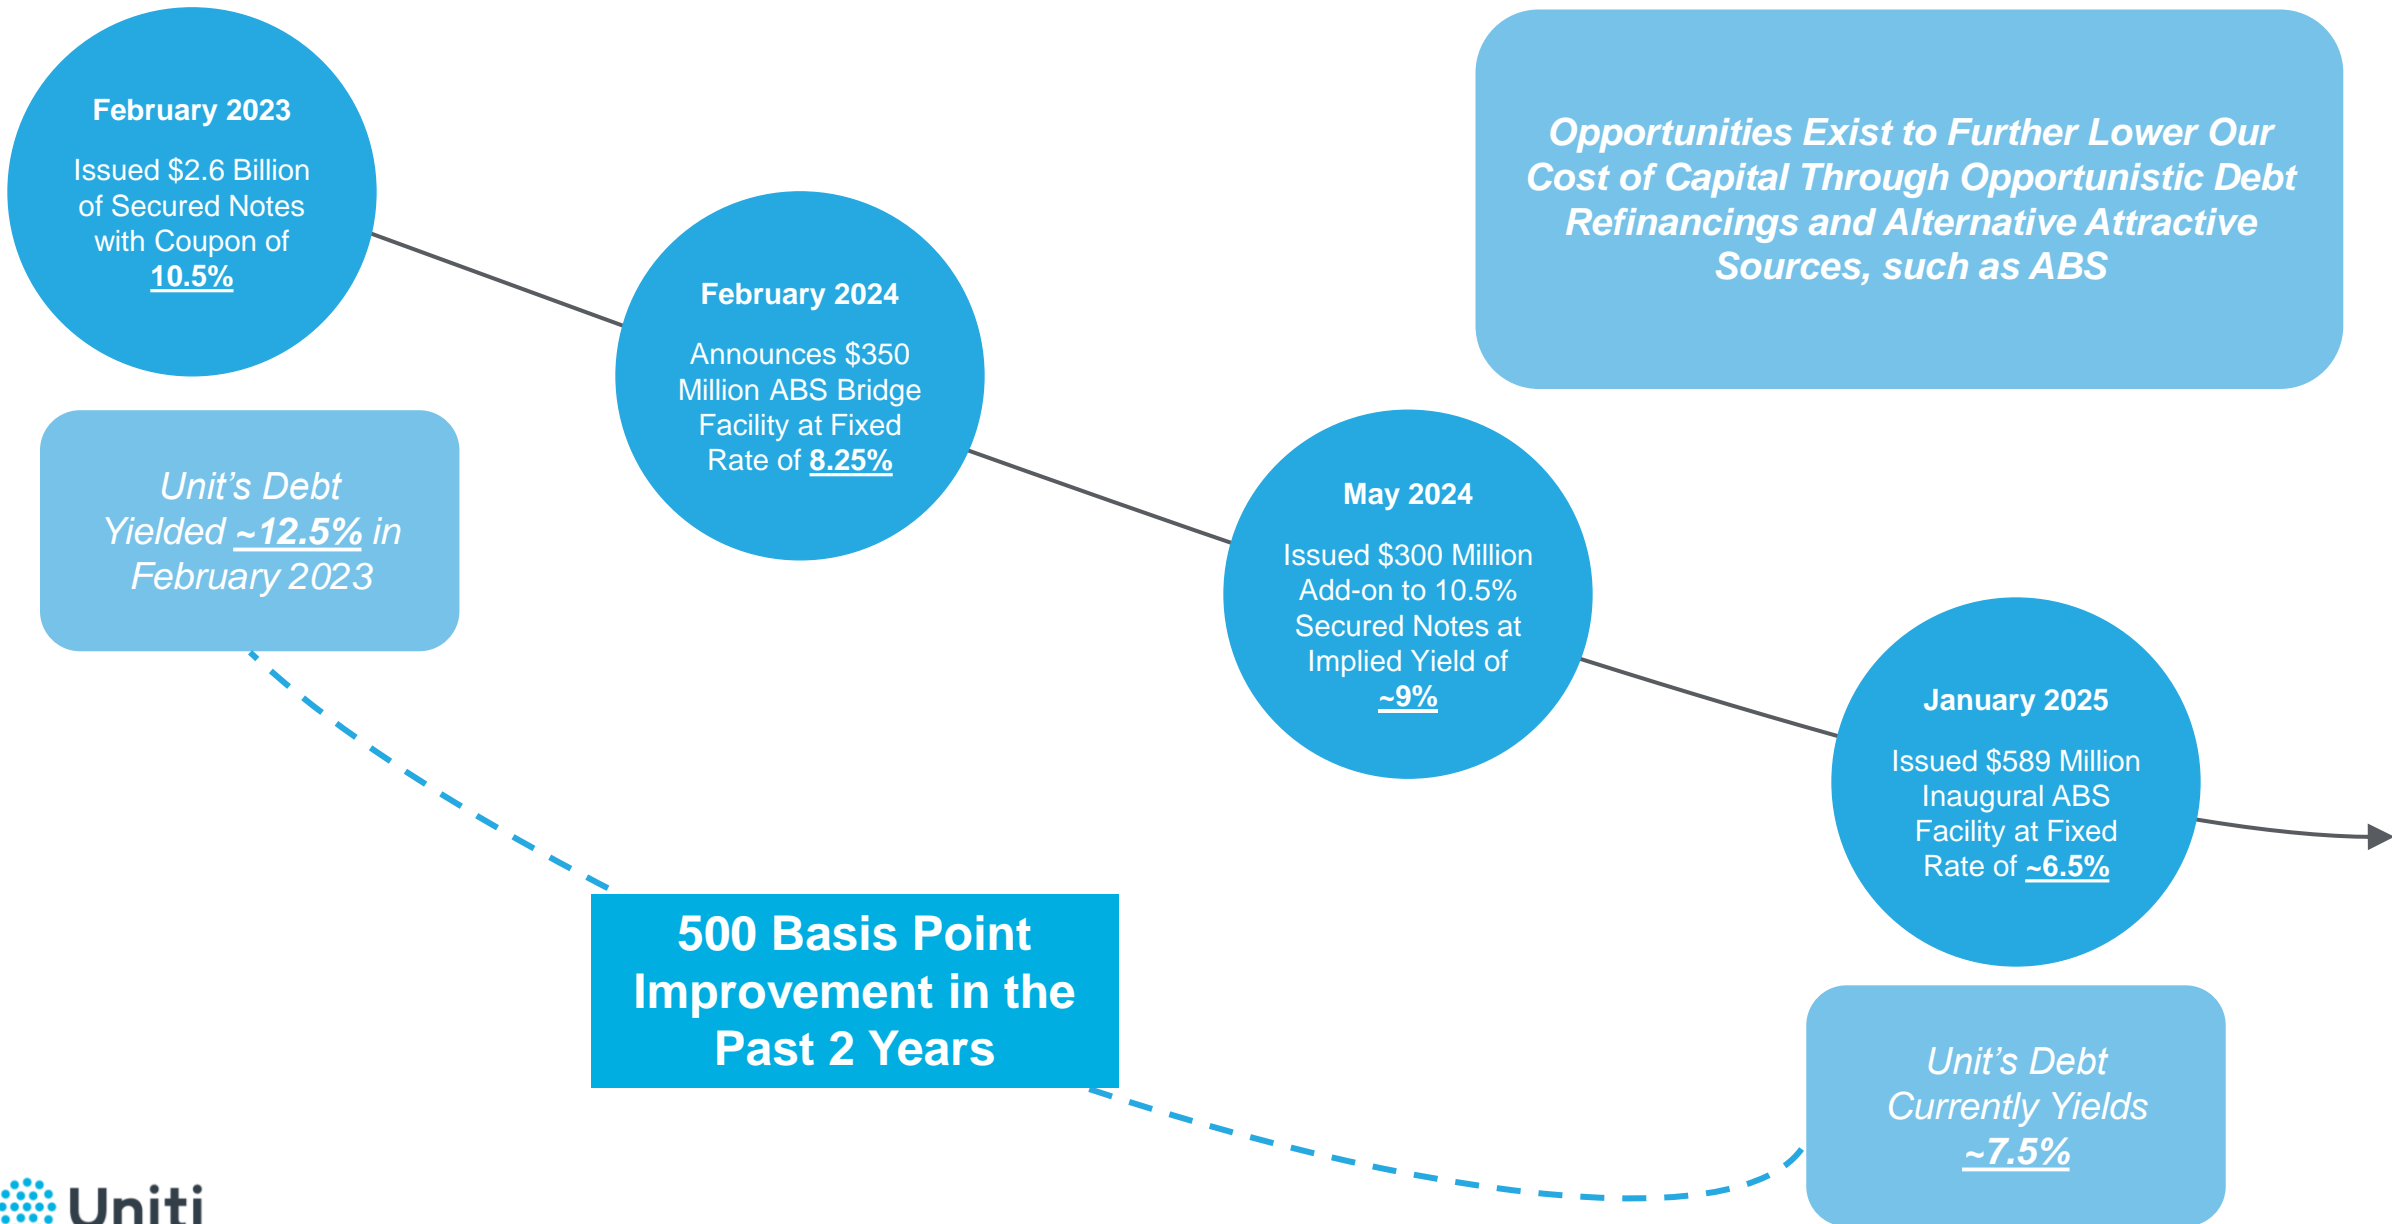 February 2023
Issued $2.6 Billion
of Secured Notes
with Coupon of
10.5%
Unit’s Debt
Yielded ~12.5% in
February 2023
February 2024
Announces $350
Million ABS Bridge
Facility at Fixed
Rate of 8.25%
May 2024
Issued $300 Million
Add-on to 10.5%
Secured Notes at
Implied Yield of
~9%
Opportunities Exist to Further Lower Our
Cost of Capital Through Opportunistic Debt
Refinancings and Alternative Attractive
Sources, such as ABS
January 2025
Issued $589 Million
Inaugural ABS
Facility at Fixed
Rate of ~6.5%
500 Basis Point
Improvement in the
Past 2 Years
Unit’s Debt
Currently Yields
~7.5%
Uniti